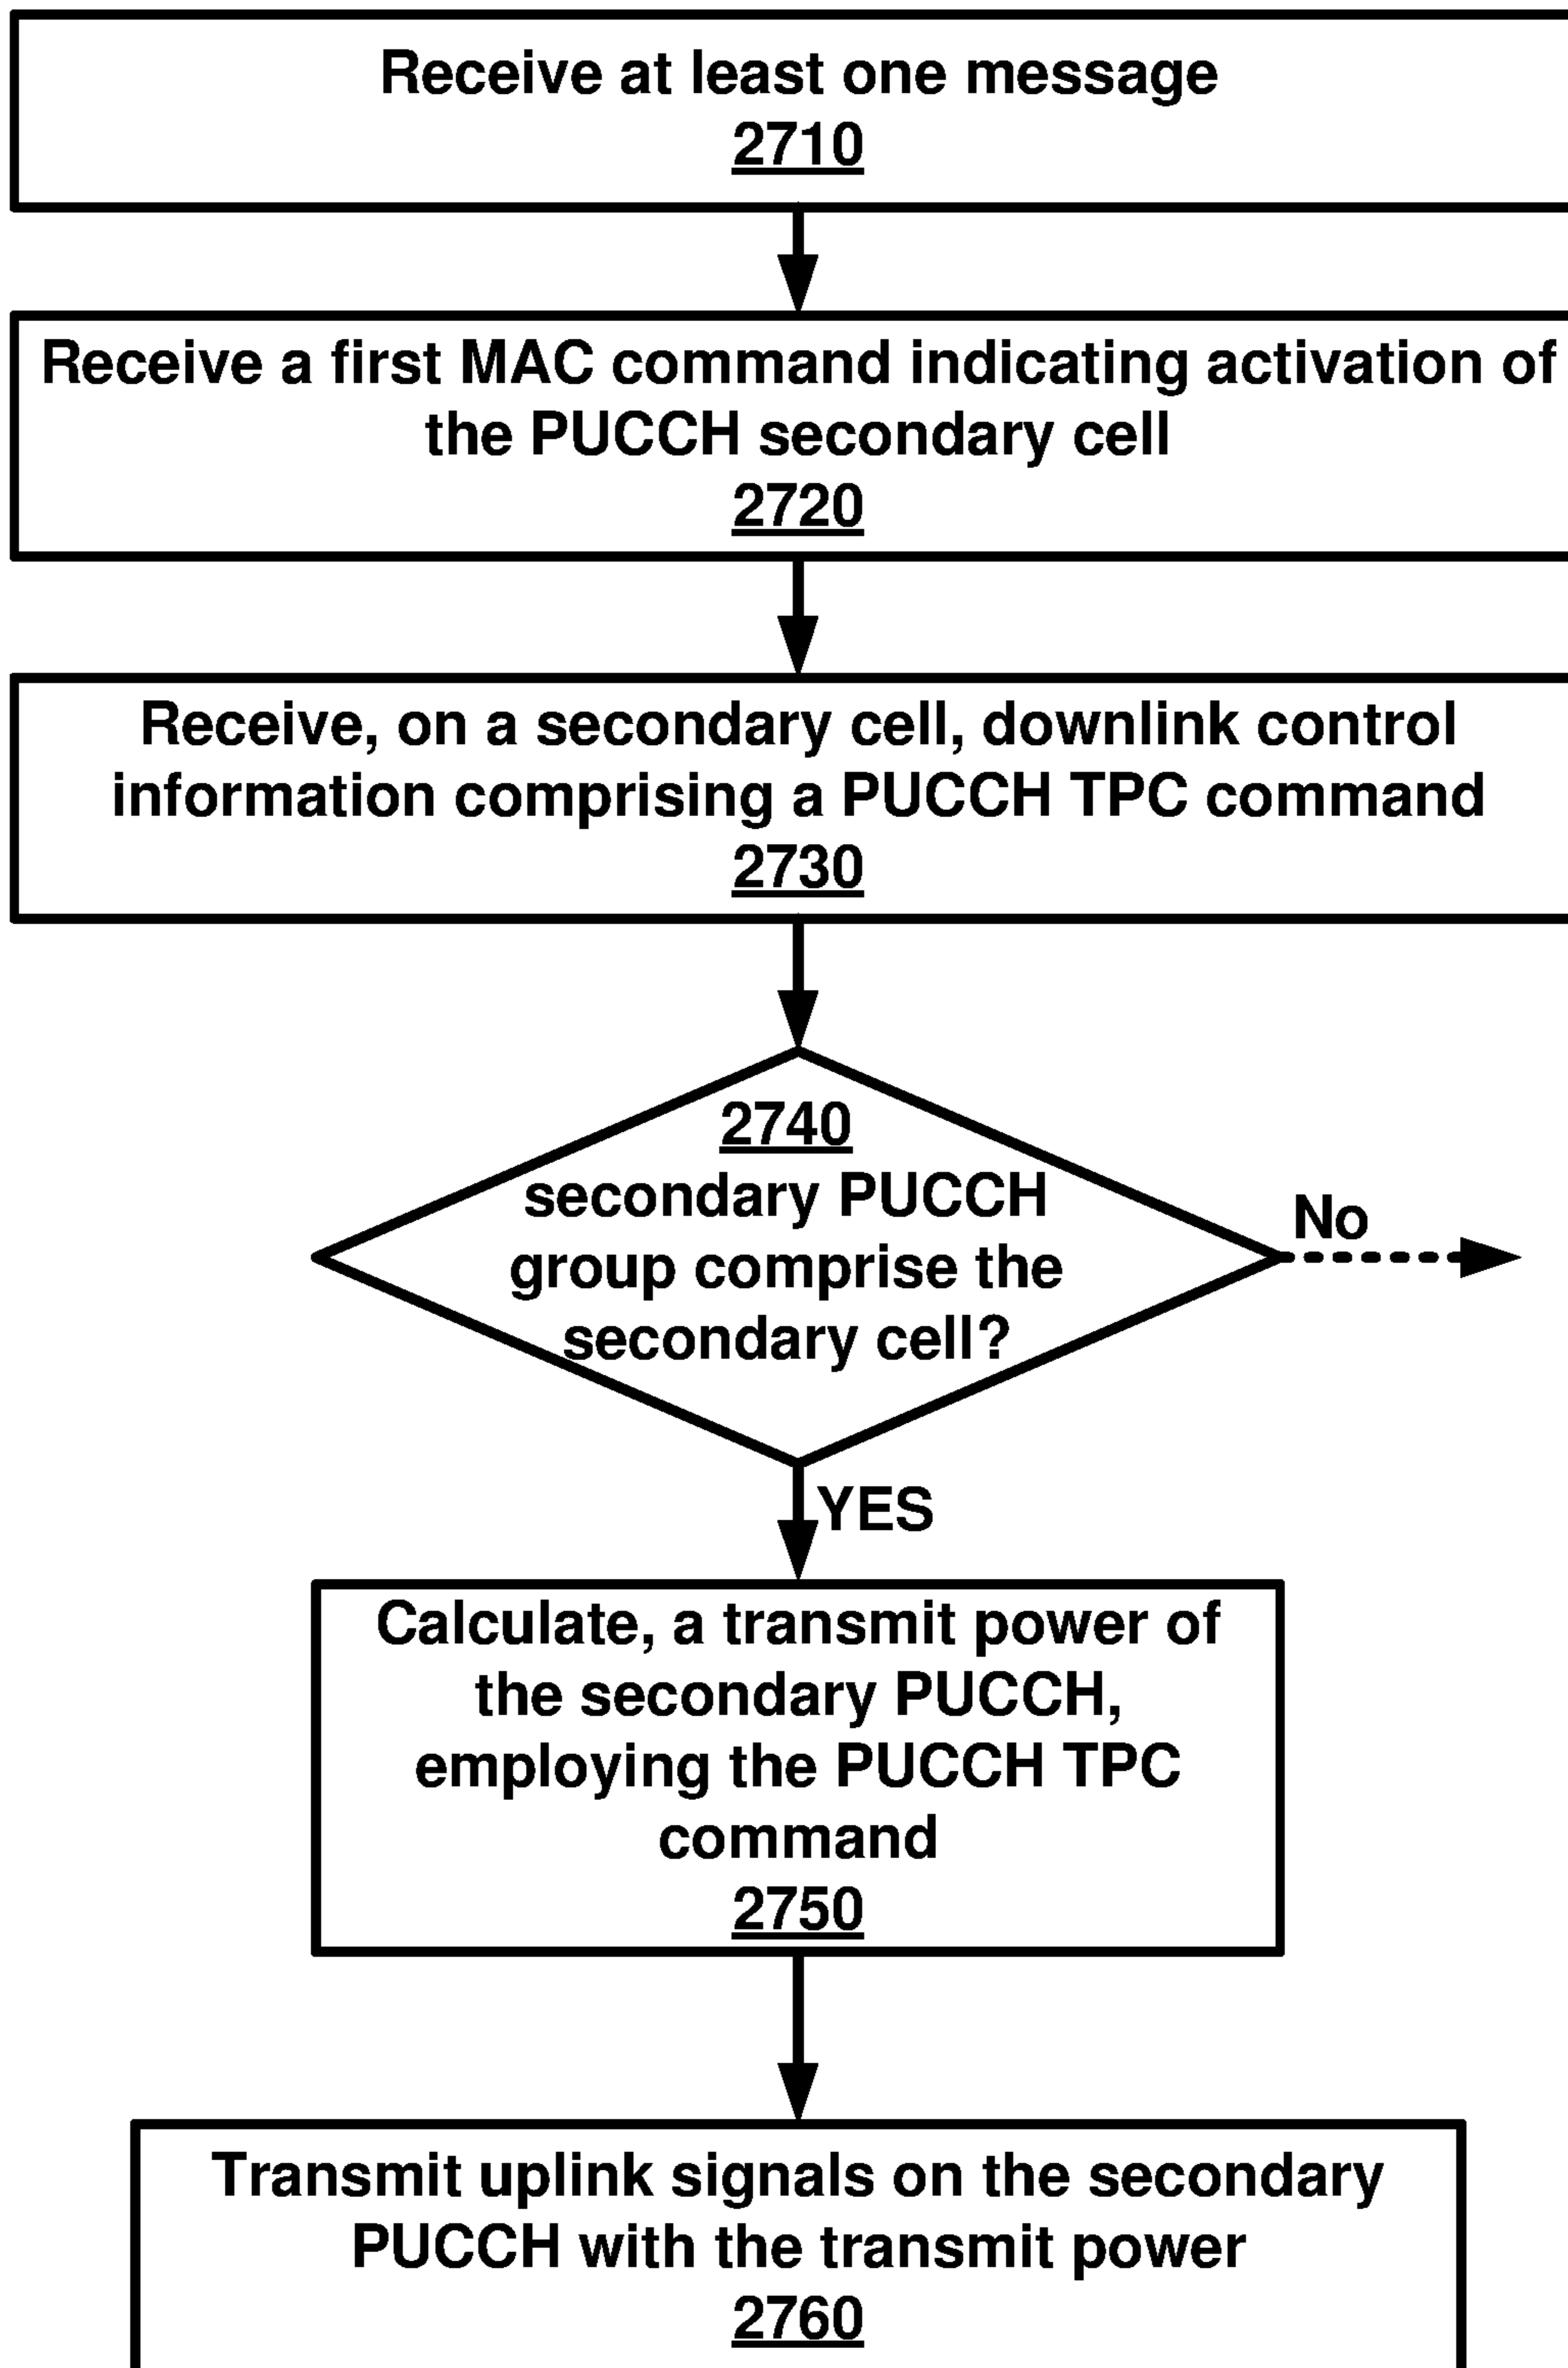 Receive at least one message
2710
Receive a first MAC command indicating activation of
the PUCCH secondary cell
2720
Receive, on a secondary cell, downlink control
information comprising a PUCCH TPC command
2730
2740
secondary PUCCH
group comprise the
secondary cell?
No
YES
Calculate, a transmit power of
the secondary PUCCH,
employing the PUCCH TPC
command
2750
Transmit uplink signals on the secondary
PUCCH with the transmit power
2760